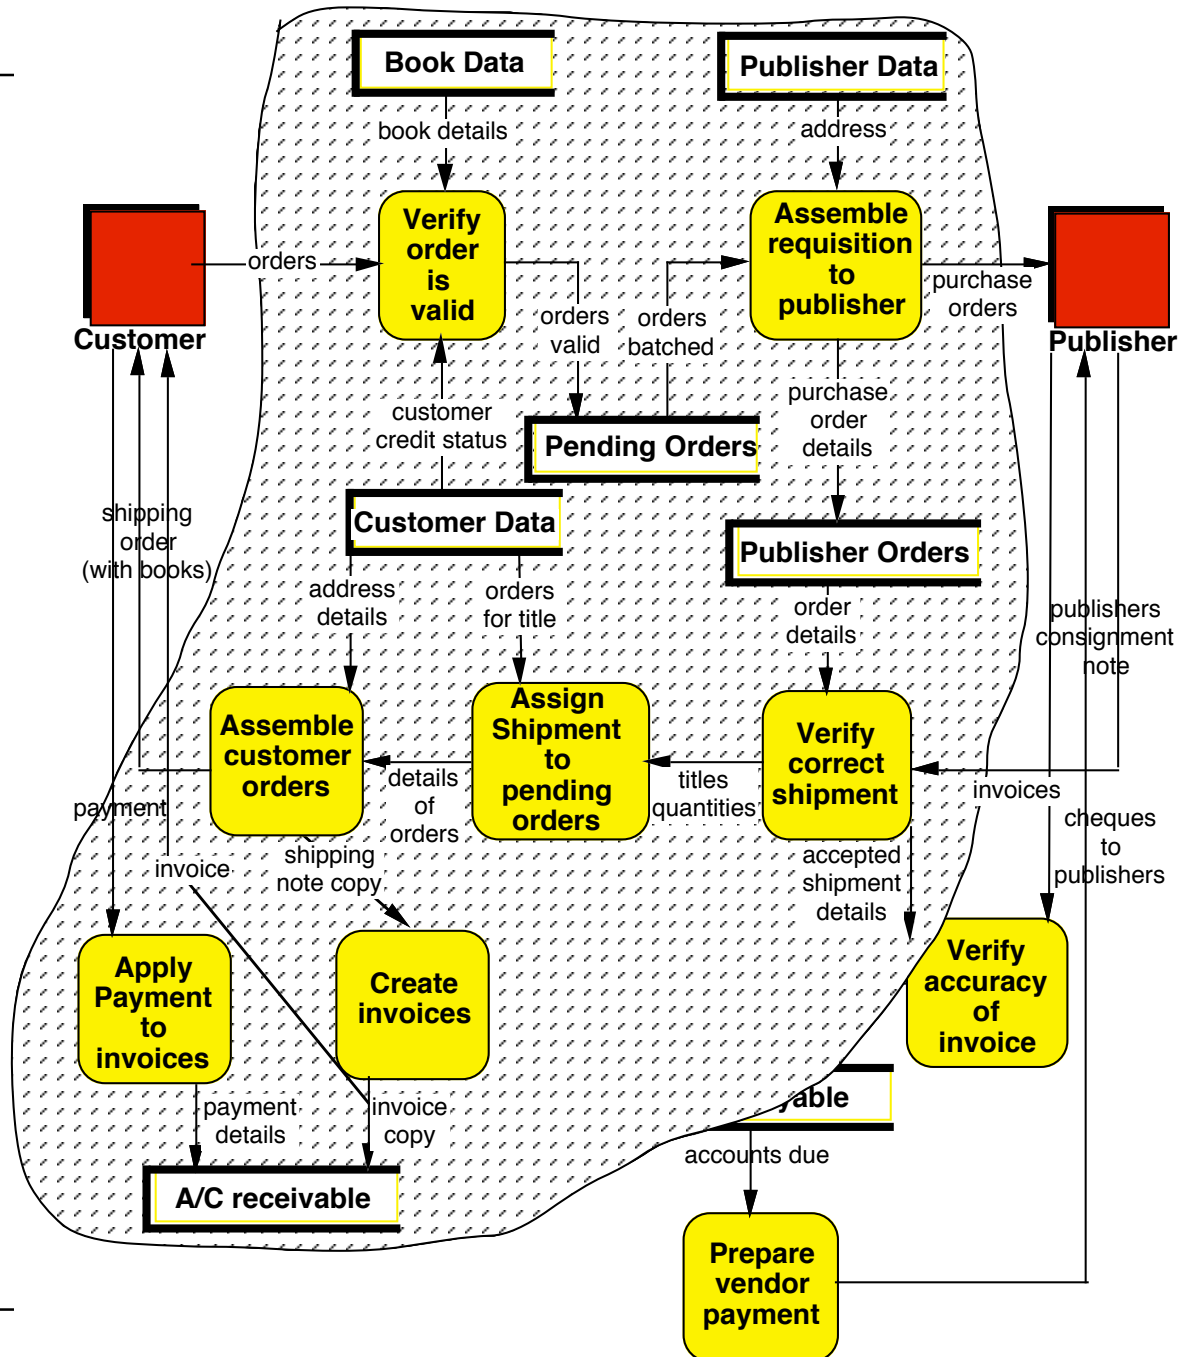 Book Data
Publisher Data
book details
address
Verify
order
is
valid
Assemble
requisition
to
publisher
orders
purchase
orders
Customer
Publisher
orders
valid
orders
batched
customer
credit status
purchase
order
details
Pending Orders
Customer Data
Publisher Orders
shipping
order
(with books)
address
details
orders
for title
order
details
publishers
consignment
note
Assemble
customer
orders
Assign
Shipment
to
pending
orders
Verify
correct
shipment
details
of
orders
titles
quantities
invoices
payment
cheques
to
publishers
invoice
shipping
note copy
accepted
shipment
details
Apply
Payment
to
invoices
Create
invoices
Verify
accuracy
of
invoice
payment
details
invoice
copy
accounts due
A/C receivable
Prepare
vendor
payment